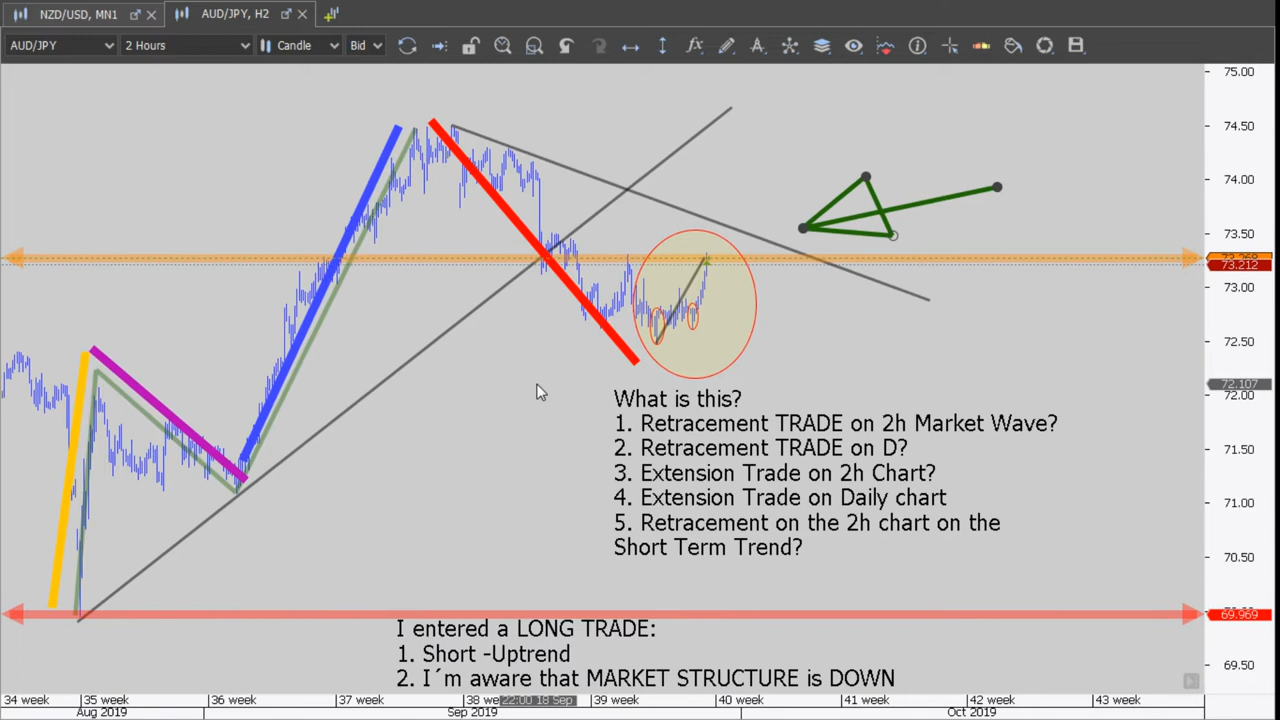 NZD/USD, MN1
AUD/JPY, H2
AUD/JPY
2 Hours
Candle
Bid
75.00
74.50
74.00
73.50
73.212
73.00
72.50
72.107
72.00
71.50
71.00
70.50
69.969
69.50
What is this?
1. Retracement TRADE on 2h Market Wave?
2. Retracement TRADE on D?
3. Extension Trade on 2h Chart?
4. Extension Trade on Daily chart
5. Retracement on the 2h chart on the
Short Term Trend?
I entered a LONG TRADE:
1. Short -Uptrend
2. I´m aware that MARKET STRUCTURE is DOWN
34 week 35 week 36 week 37 week 38 we 22:00 18 Sep 39 week 40 week 41 week 42 week 43 week
Aug 2019 Sep 2019 Oct 2019